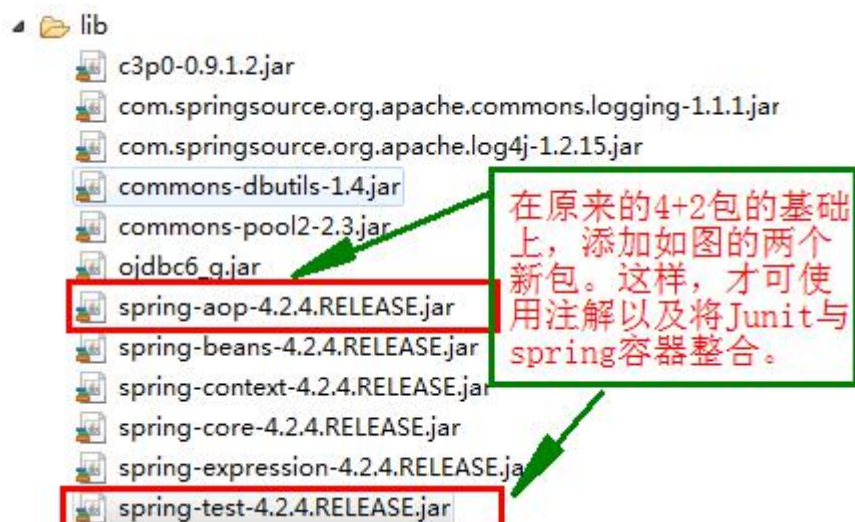 lib
c3p0-0.9.1.2.jar
com.springsource.org.apache.commons.logging-1.1.1.jar
com.springsource.org.apache.log4j-1.2.15.jar
commons-dbutils-1.4.jar
commons-pool2-2.3.jar
ojdbc6_g.jar
spring-aop-4.2.4.RELEASE.jar
spring-beans-4.2.4.RELEASE.jar
spring-context-4.2.4.RELEASE.jar
spring-core-4.2.4.RELEASE.jar
spring-expression-4.2.4.RELEASE.jar
spring-test-4.2.4.RELEASE.jar
在原来的4+2包的基础
上，添加如图的两个
新包。这样，才可使
用注解以及将Junit与
spring容器整合。